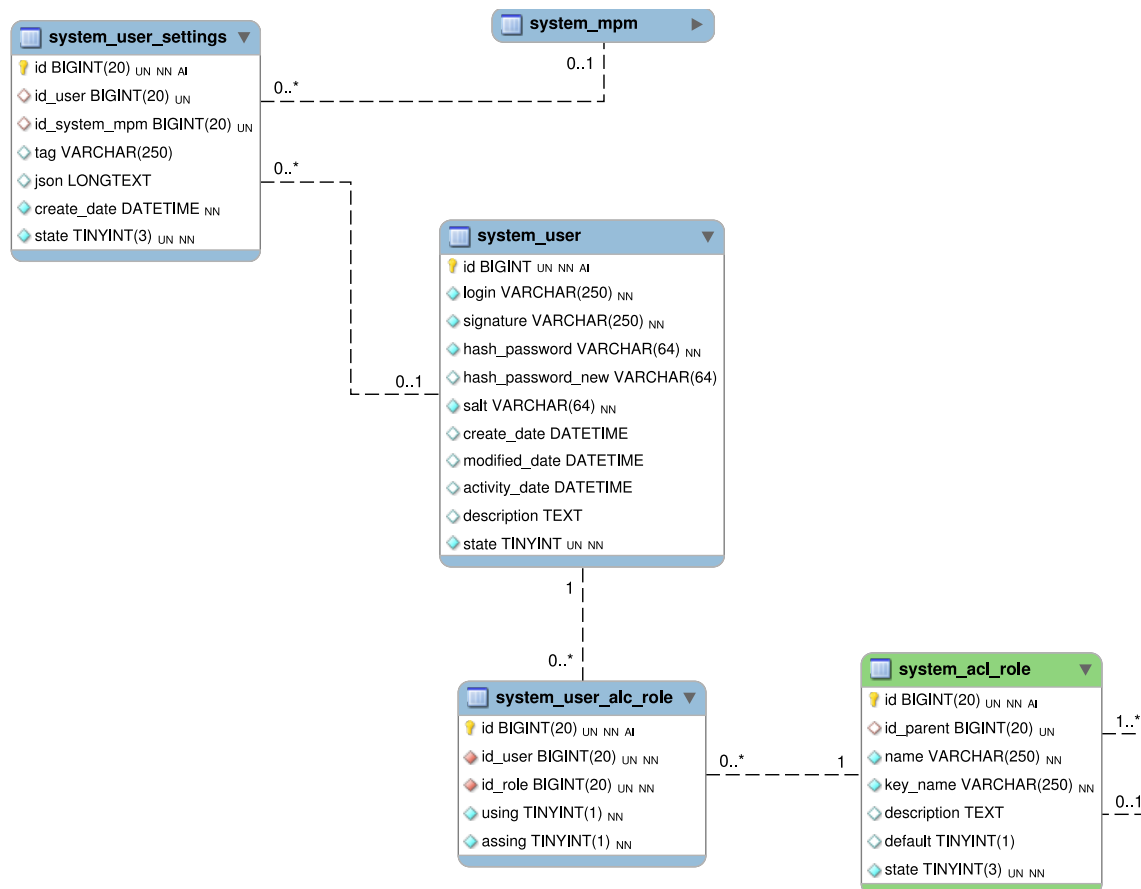 system_user_settings
id BIGINT(20) UN NN AI
id_user BIGINT(20) UN
id_system_mpm BIGINT(20) UN
tag VARCHAR(250)
json LONGTEXT
create_date DATETIME NN
state TINYINT(3) UN NN
system_mpm
0..1
0..*
0..*
0..1
system_user
id BIGINT UN NN AI
login VARCHAR(250) NN
signature VARCHAR(250) NN
hash_password VARCHAR(64) NN
hash_password_new VARCHAR(64)
salt VARCHAR(64) NN
create_date DATETIME
modified_date DATETIME
activity_date DATETIME
description TEXT
state TINYINT UN NN
1
0..*
system_user_alc_role
id BIGINT(20) UN NN AI
id_user BIGINT(20) UN NN
id_role BIGINT(20) UN NN
using TINYINT(1) NN
assing TINYINT(1) NN
0..*
1
system_acl_role
id BIGINT(20) UN NN AI
id_parent BIGINT(20) UN
name VARCHAR(250) NN
key_name VARCHAR(250) NN
description TEXT
default TINYINT(1)
state TINYINT(3) UN NN
1..*
0..1